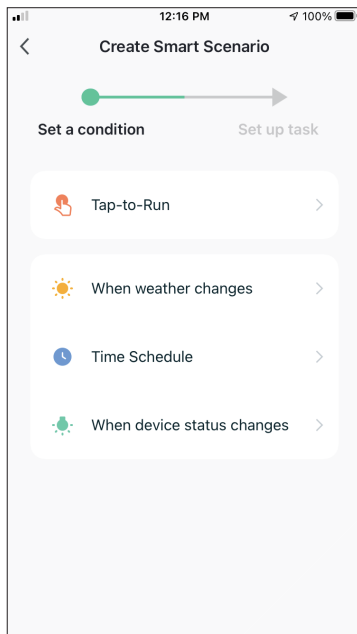 12:16 PM
100%
Create Smart Scenario
Set a condition
Set up task
Tap-to-Run
When weather changes
Time Schedule
When device status changes